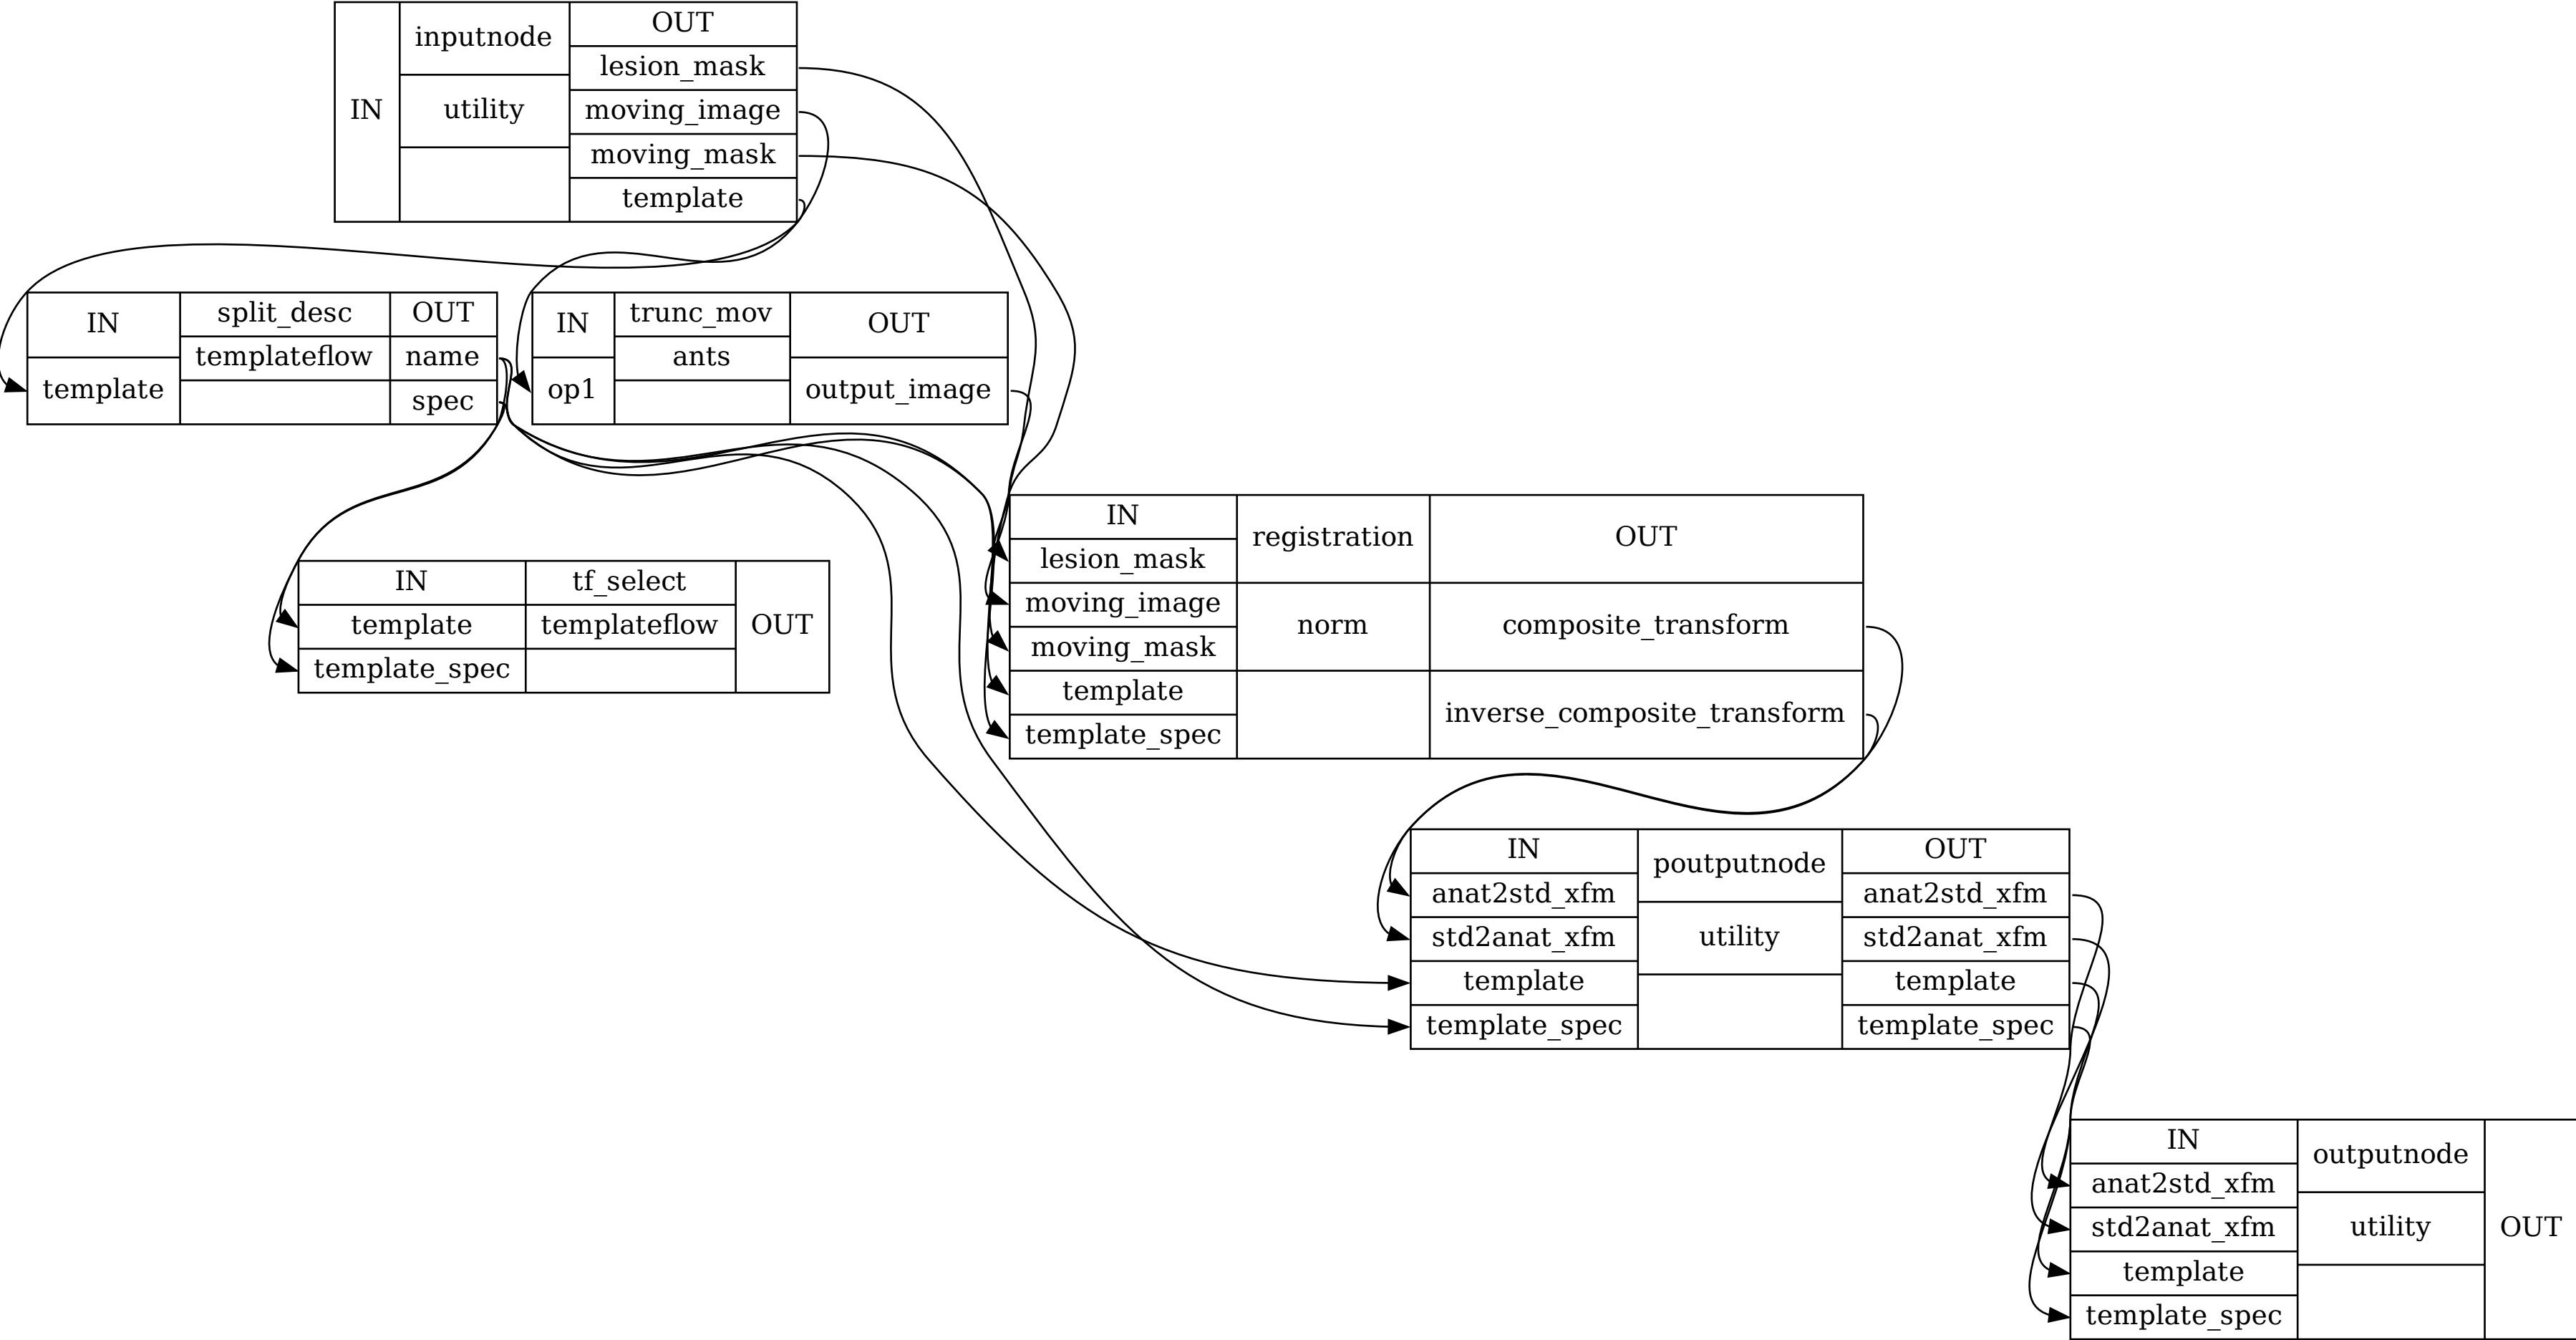 IN
inputnode
utility
OUT
lesion_mask
moving_image
moving_mask
template
IN
template
split_desc
templateflow
OUT
name
spec
IN
op1
trunc_mov
ants
OUT
output_image
IN
lesion_mask
moving_image
moving_mask
template
template_spec
registration
norm
OUT
composite_transform
inverse_composite_transform
IN
template
template_spec
tf_select
templateflow
OUT
IN
anat2std_xfm
std2anat_xfm
template
template_spec
poutputnode
utility
OUT
anat2std_xfm
std2anat_xfm
template
template_spec
IN
anat2std_xfm
std2anat_xfm
template
template_spec
outputnode
utility
OUT